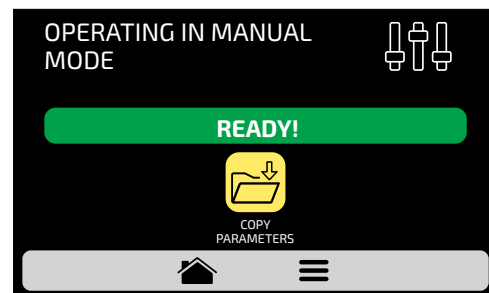 OPERATING IN MANUAL
MODE
READY!
COPY
PARAMETERS